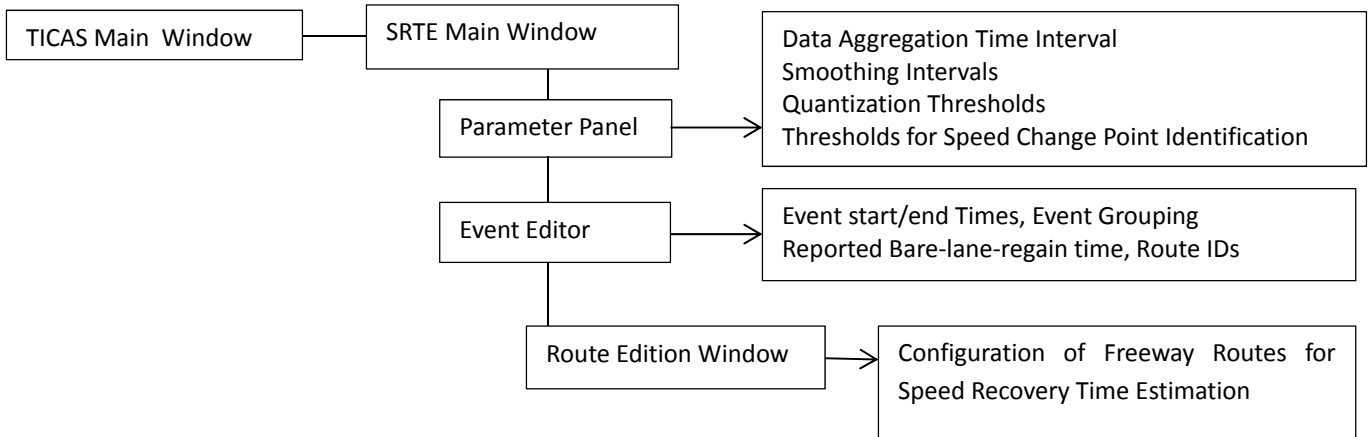 TICAS Main Window
SRTE Main Window
Data Aggregation Time Interval
Smoothing Intervals
Quantization Thresholds
Thresholds for Speed Change Point Identification
Parameter Panel
Event Editor
Event start/end Times, Event Grouping
Reported Bare-lane-regain time, Route IDs
Route Edition Window
Configuration of Freeway Routes for
Speed Recovery Time Estimation